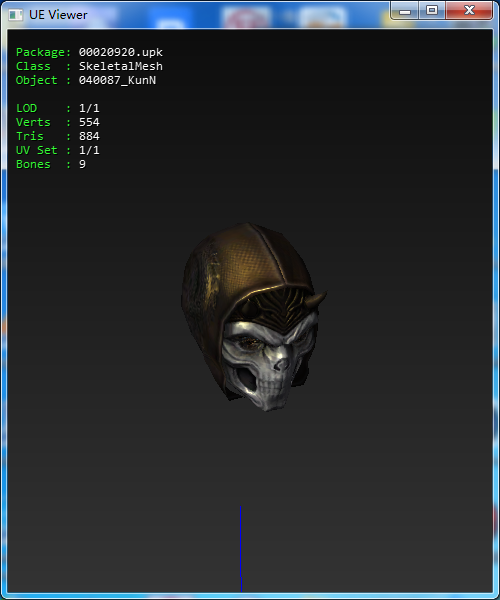 UE Viewer
Package: 00020920.upk
Class : SkeletalMesh
Object : 040087_KunN
LOD : 1/1
Verts : 554
Tris : 884
UV Set : 1/1
Bones : 9